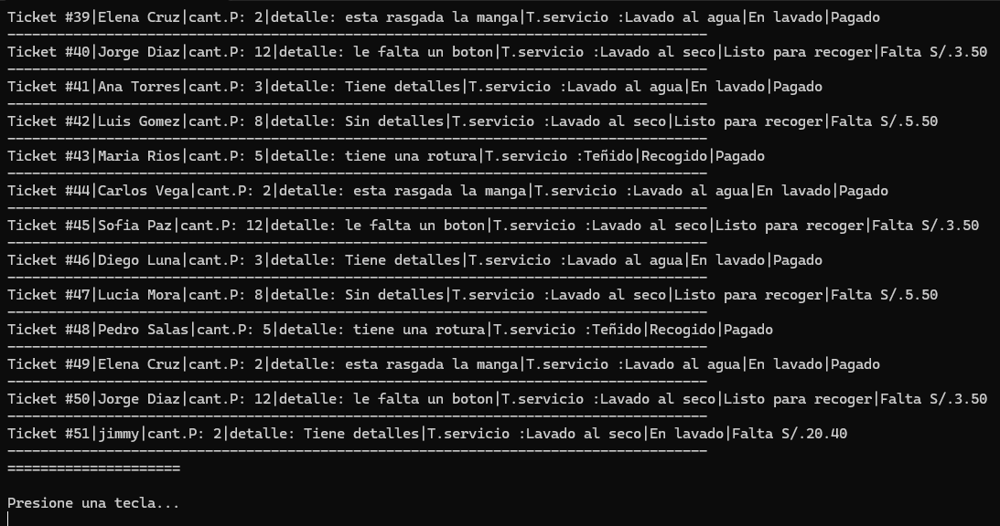 Ticket #39|Elena Cruz|cant.P: 2|detalle: esta rasgada la manga|T.servicio :Lavado al agua|En lavado|Pagado
-------------------------------------------------------------------------------------
Ticket #40|Jorge Diaz|cant.P: 12|detalle: le falta un boton|T.servicio :Lavado al seco|Listo para recoger|Falta S/.3.50
-------------------------------------------------------------------------------------
Ticket #41|Ana Torres|cant.P: 3|detalle: Tiene detalles|T.servicio :Lavado al agua|En lavado|Pagado
-------------------------------------------------------------------------------------
Ticket #42|Luis Gomez|cant.P: 8|detalle: Sin detalles|T.servicio :Lavado al seco|Listo para recoger|Falta S/.5.50
-------------------------------------------------------------------------------------
Ticket #43|Maria Rios|cant.P: 5|detalle: tiene una rotura|T.servicio :Teñido|Recogido|Pagado
-------------------------------------------------------------------------------------
Ticket #44|Carlos Vega|cant.P: 2|detalle: esta rasgada la manga|T.servicio :Lavado al agua|En lavado|Pagado
-------------------------------------------------------------------------------------
Ticket #45|Sofia Paz|cant.P: 12|detalle: le falta un boton|T.servicio :Lavado al seco|Listo para recoger|Falta S/.3.50
-------------------------------------------------------------------------------------
Ticket #46|Diego Luna|cant.P: 3|detalle: Tiene detalles|T.servicio :Lavado al agua|En lavado|Pagado
-------------------------------------------------------------------------------------
Ticket #47|Lucia Mora|cant.P: 8|detalle: Sin detalles|T.servicio :Lavado al seco|Listo para recoger|Falta S/.5.50
-------------------------------------------------------------------------------------
Ticket #48|Pedro Salas|cant.P: 5|detalle: tiene una rotura|T.servicio :Teñido|Recogido|Pagado
-------------------------------------------------------------------------------------
Ticket #49|Elena Cruz|cant.P: 2|detalle: esta rasgada la manga|T.servicio :Lavado al agua|En lavado|Pagado
-------------------------------------------------------------------------------------
Ticket #50|Jorge Diaz|cant.P: 12|detalle: le falta un boton|T.servicio :Lavado al seco|Listo para recoger|Falta S/.3.50
-------------------------------------------------------------------------------------
Ticket #51|jimmy|cant.P: 2|detalle: Tiene detalles|T.servicio :Lavado al seco|En lavado|Falta S/.20.40
-------------------------------------------------------------------------------------
=====================
Presione una tecla...